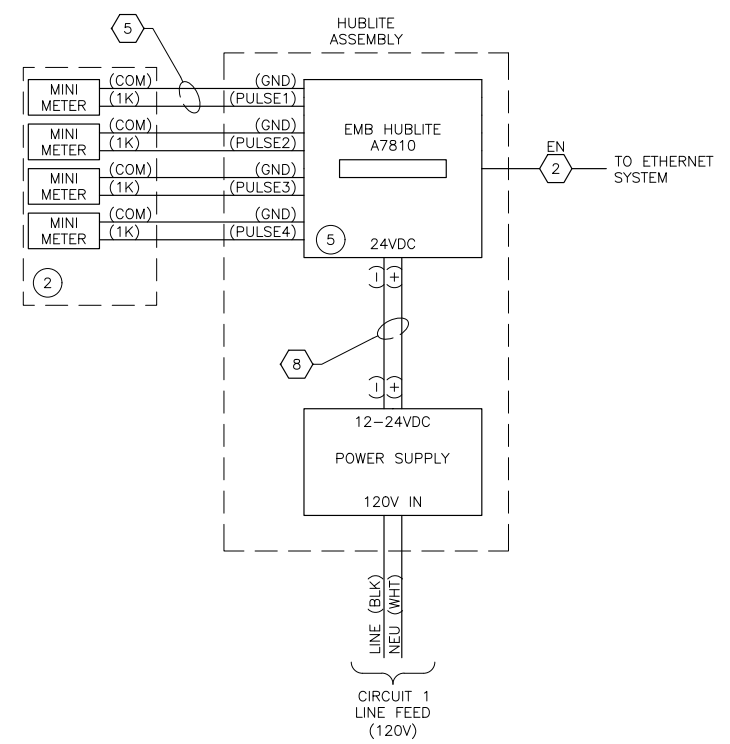 5
HUBLITE
ASSEMBLY
MINI
METER
(COM)
(1K)
(GND)
(PULSE1)
MINI
METER
(COM)
(1K)
(GND)
(PULSE2)
MINI
METER
(COM)
(1K)
(GND)
(PULSE3)
MINI
METER
(COM)
(1K)
(GND)
(PULSE4)
2
EMB HUBLITE
A7810
5
24VDC
EN
2
TO ETHERNET
SYSTEM
(-)
(+)
8
(-)
(+)
12-24VDC
POWER SUPPLY
120V IN
LINE (BLK)
NEU (WHT)
CIRCUIT 1
LINE FEED
(120V)